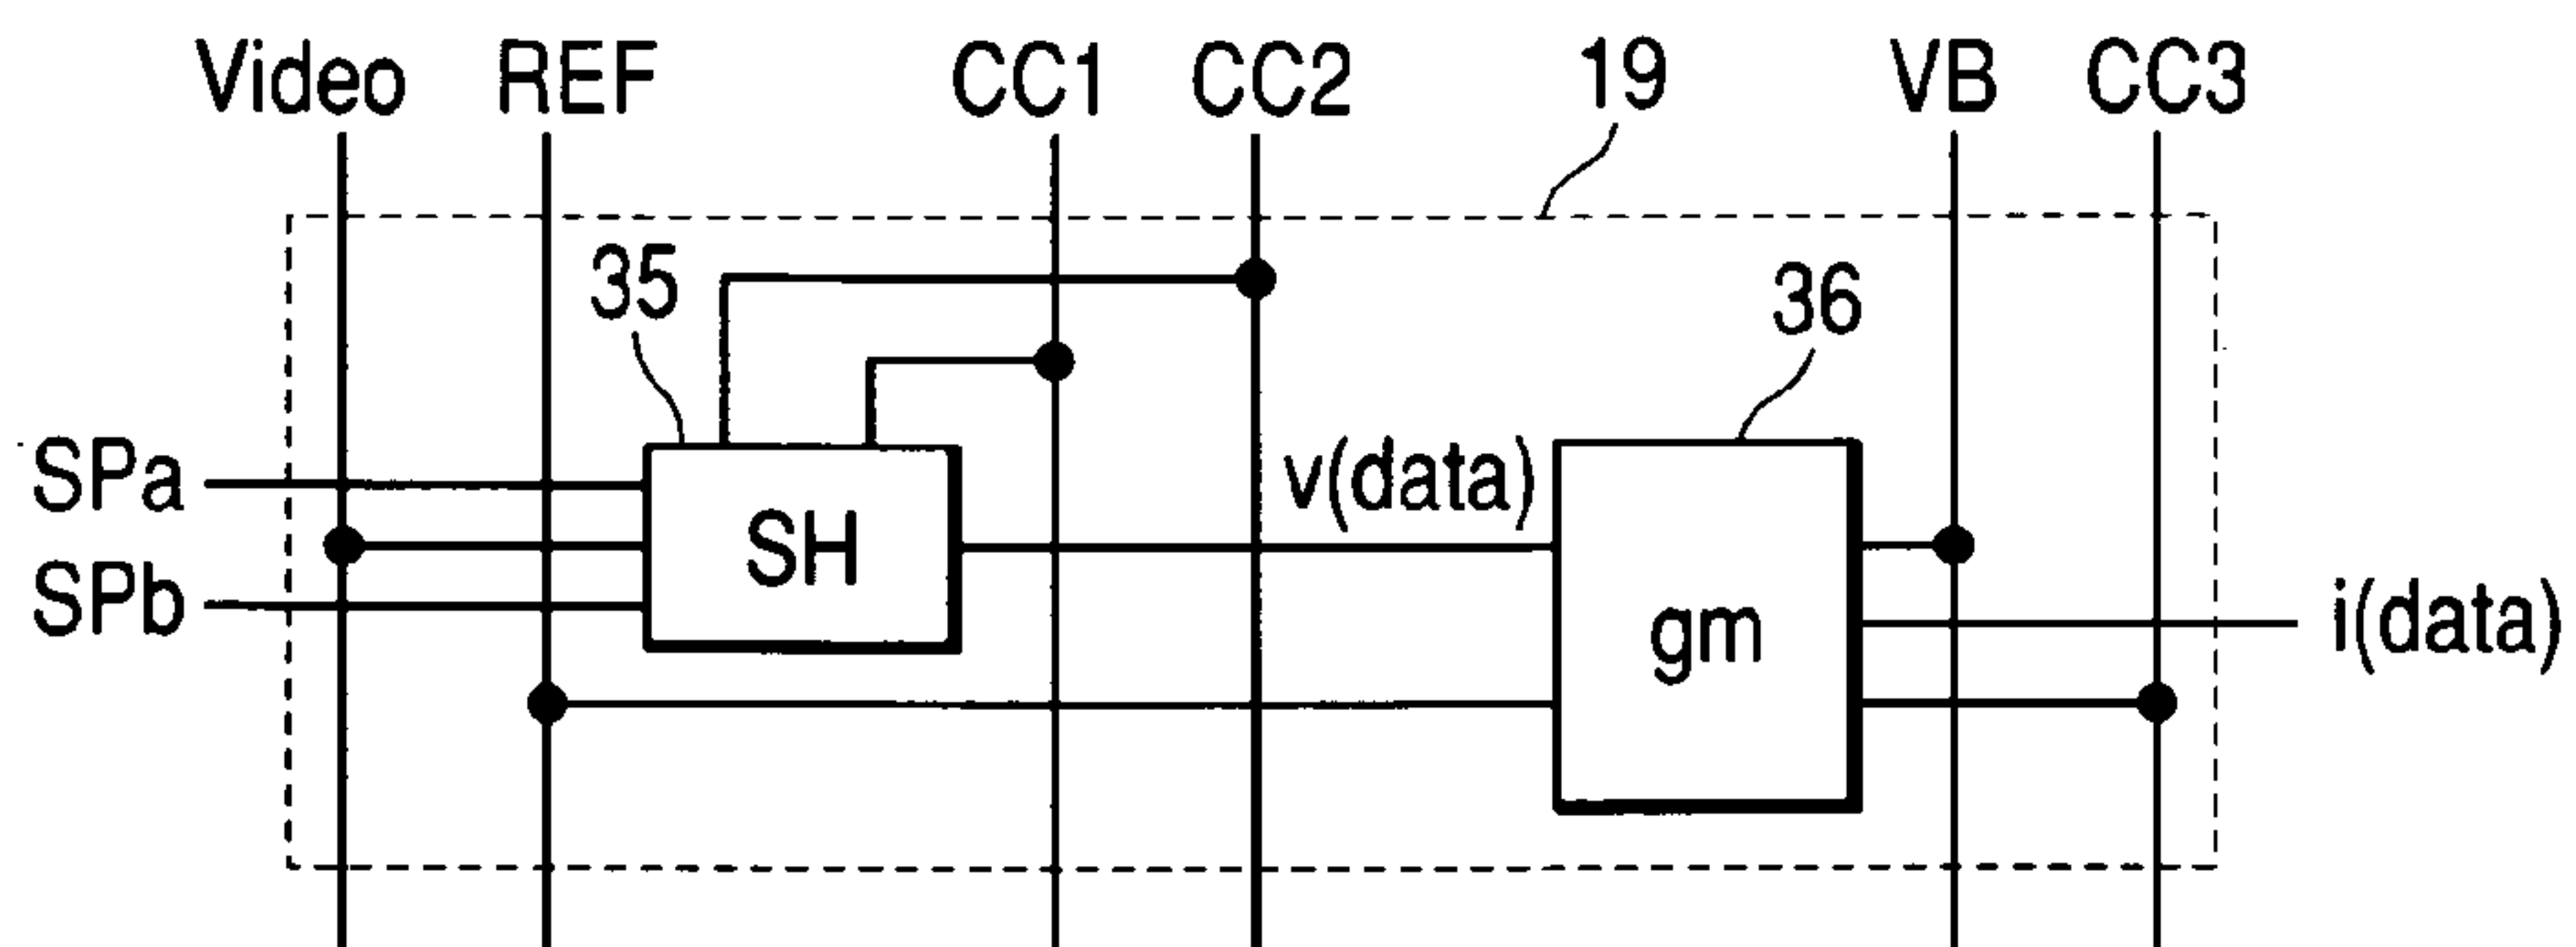 Video REF CC1 CC2 19 VB CC3
35
36
SPa
v(data)
SH
SPb
gm
i(data)